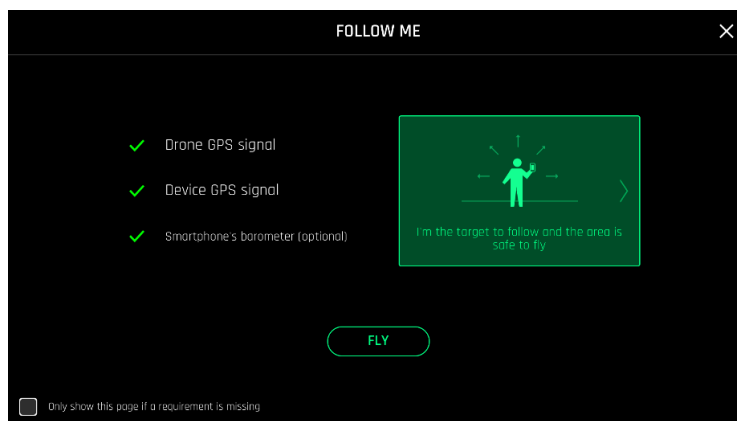 FOLLOW ME
Drone GPS signal
Device GPS signal
Smartphone's barometer (optional)
I'm the target to follow and the area is
safe to fly
FLY
Only show this page if a requirement is missing